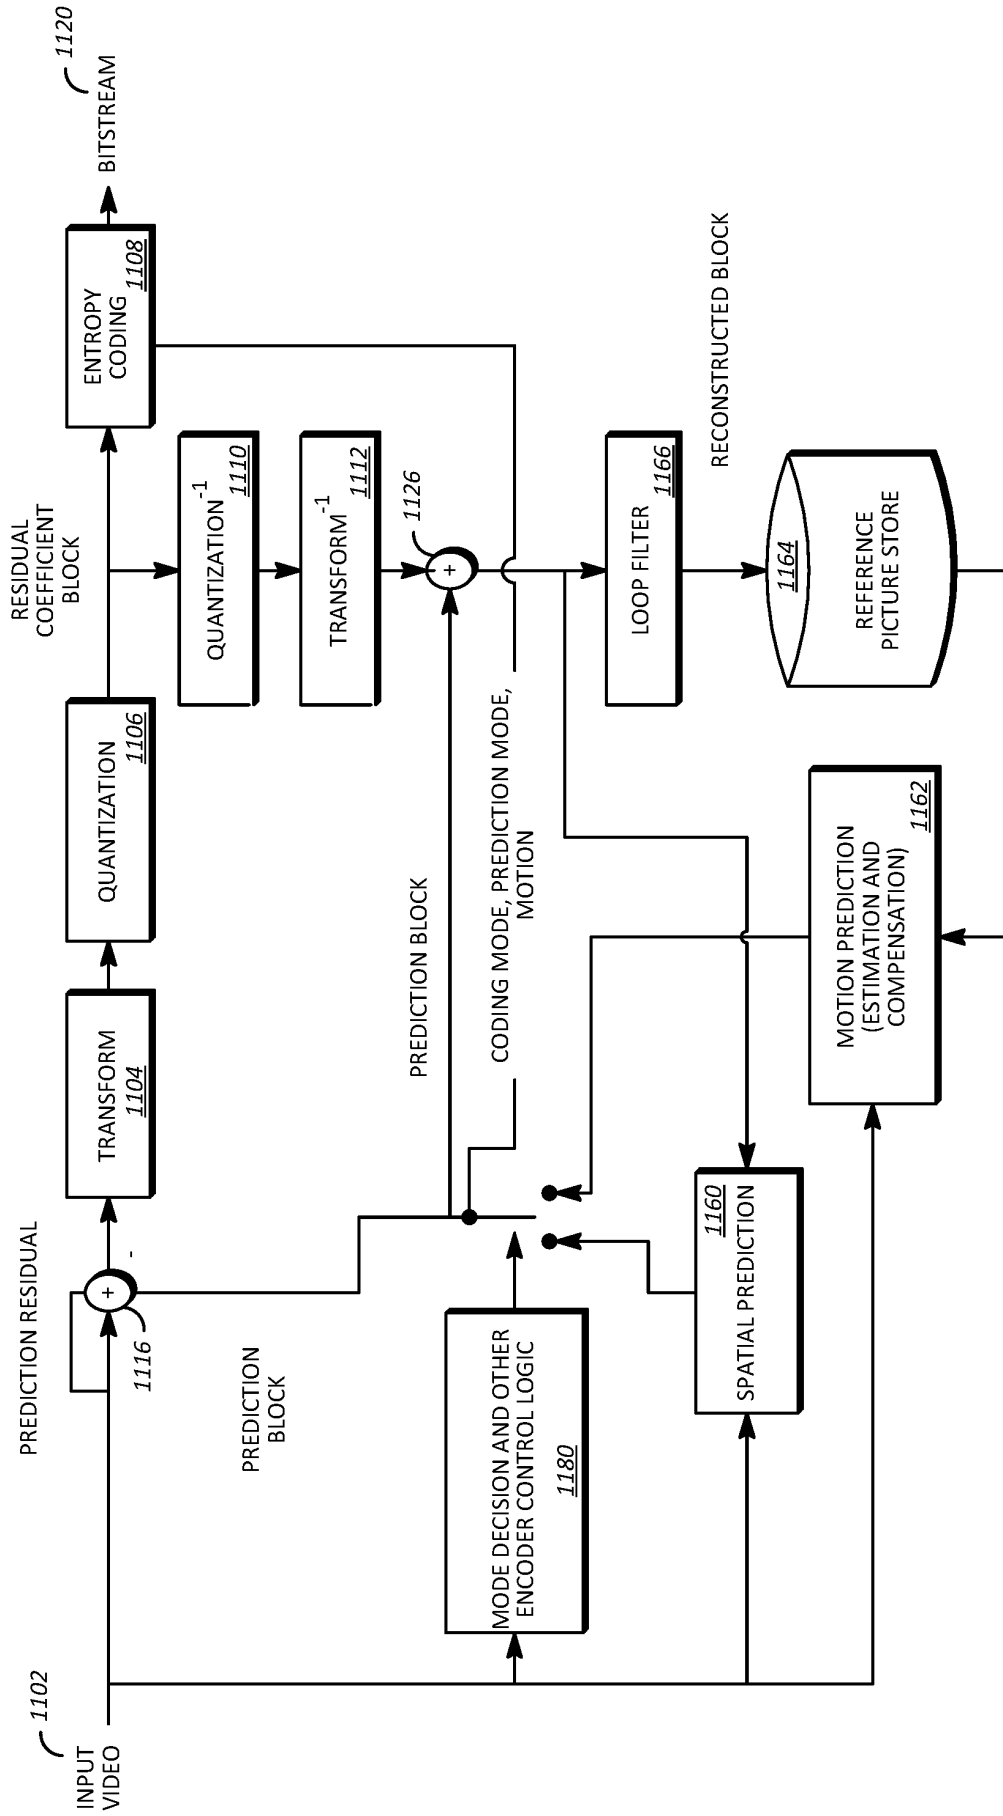 1102
INPUT
VIDEO
PREDICTION RESIDUAL
+
-
1116
TRANSFORM
1104
QUANTIZATION
1106
RESIDUAL
COEFFICIENT
BLOCK
ENTROPY
CODING
1108
BITSTREAM
1120
QUANTIZATION-1
1110
TRANSFORM-1
1112
1126
+
PREDICTION
BLOCK
PREDICTION BLOCK
CODING MODE, PREDICTION MODE,
MOTION
MODE DECISION AND OTHER
ENCODER CONTROL LOGIC
1180
LOOP FILTER
1166
RECONSTRUCTED BLOCK
1160
SPATIAL PREDICTION
MOTION PREDICTION
(ESTIMATION AND
COMPENSATION)
1162
1164
REFERENCE
PICTURE STORE